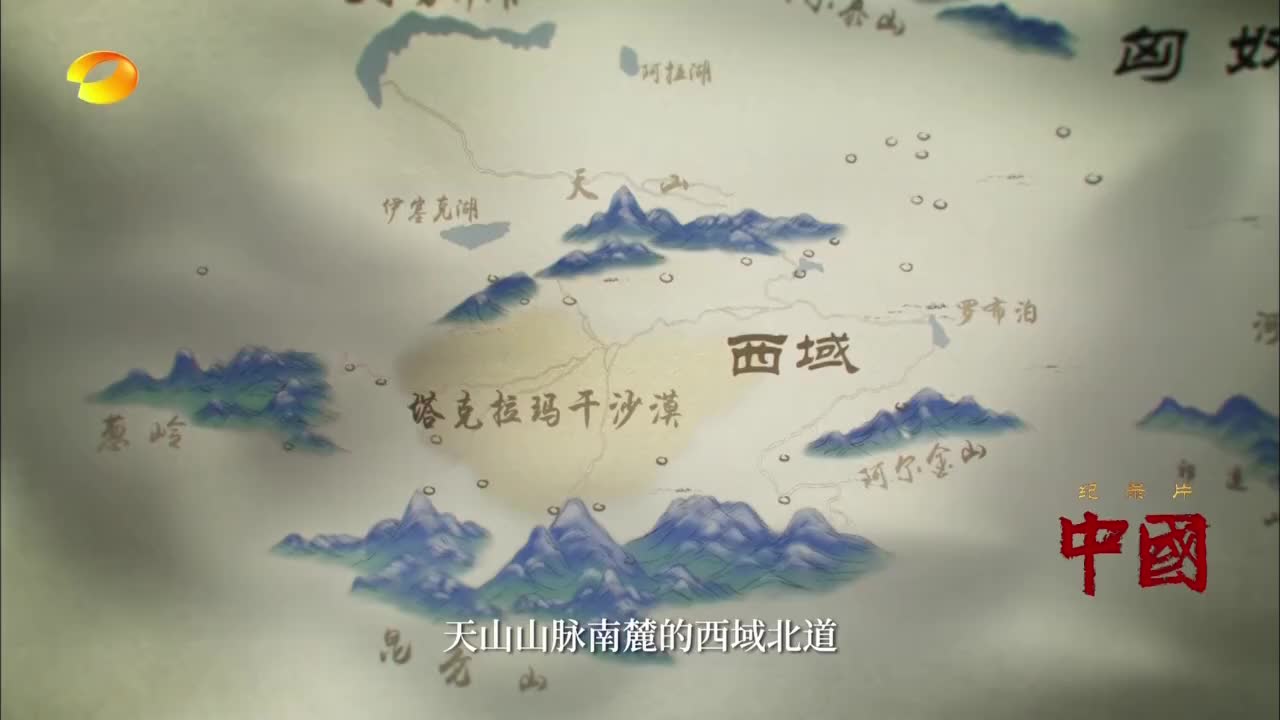 阿拉湖
匈 奴
天 山
伊塞克湖
罗布泊
西域
塔克拉玛干沙漠
葱岭
阿尔金山
纪录片
中國
天山山脉南麓的西域北道
昆仑山